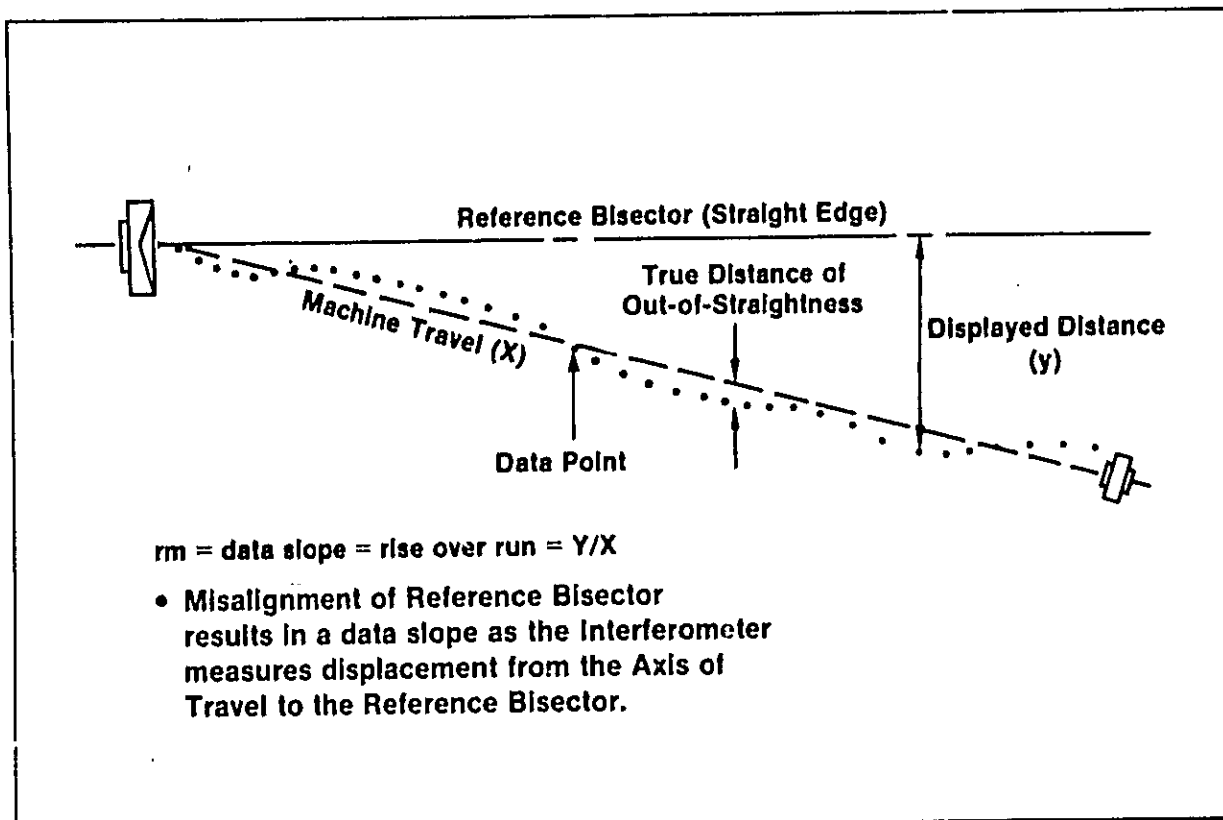 Reference Bisector (Straight Edge)
True Distance of
Out-of-Straightness
Machine Travel (X)
Displayed Distance
(y)
Data Point
rm = data slope = rise over run = Y/X
• Misalignment of Reference Bisector
results in a data slope as the Interferometer
measures displacement from the Axis of
Travel to the Reference Bisector.